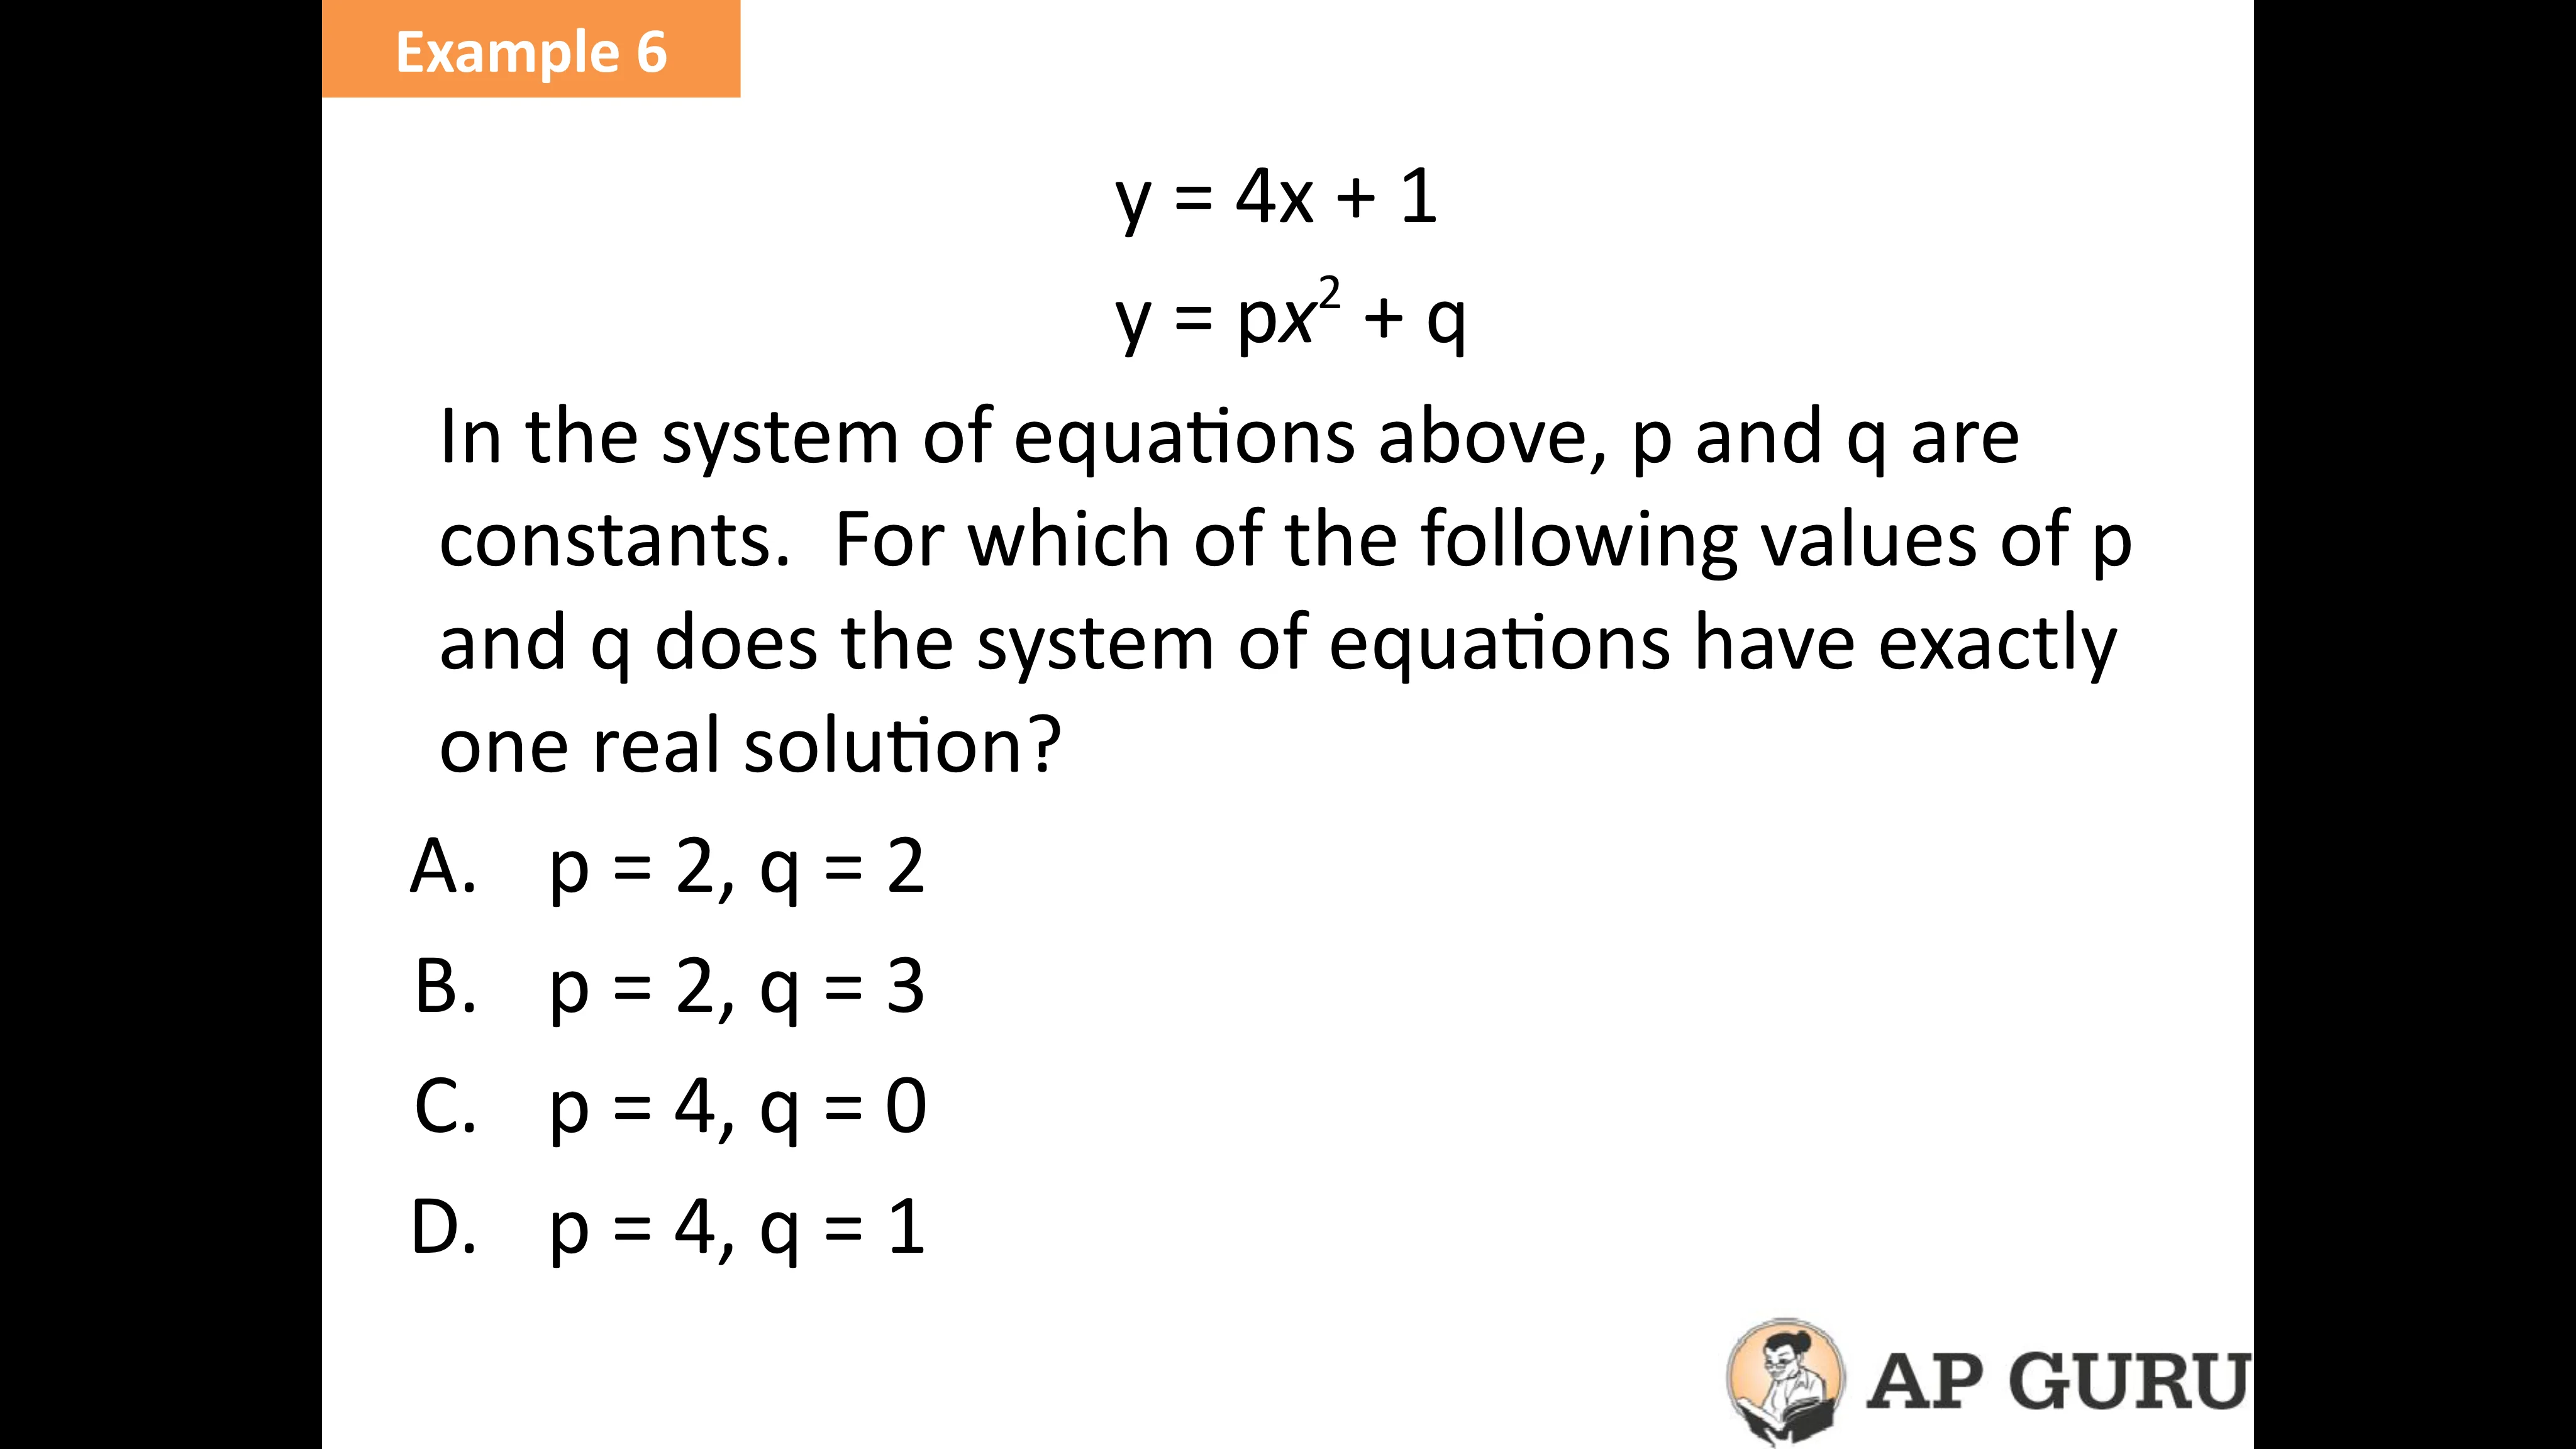 Example 6
y = 4x + 1
y = px² + q
In the system of equations above, p and q are
constants.  For which of the following values of p
and q does the system of equations have exactly
one real solution?
A. p = 2, q = 2
B. p = 2, q = 3
C. p = 4, q = 0
D. p = 4, q = 1
AP GURU